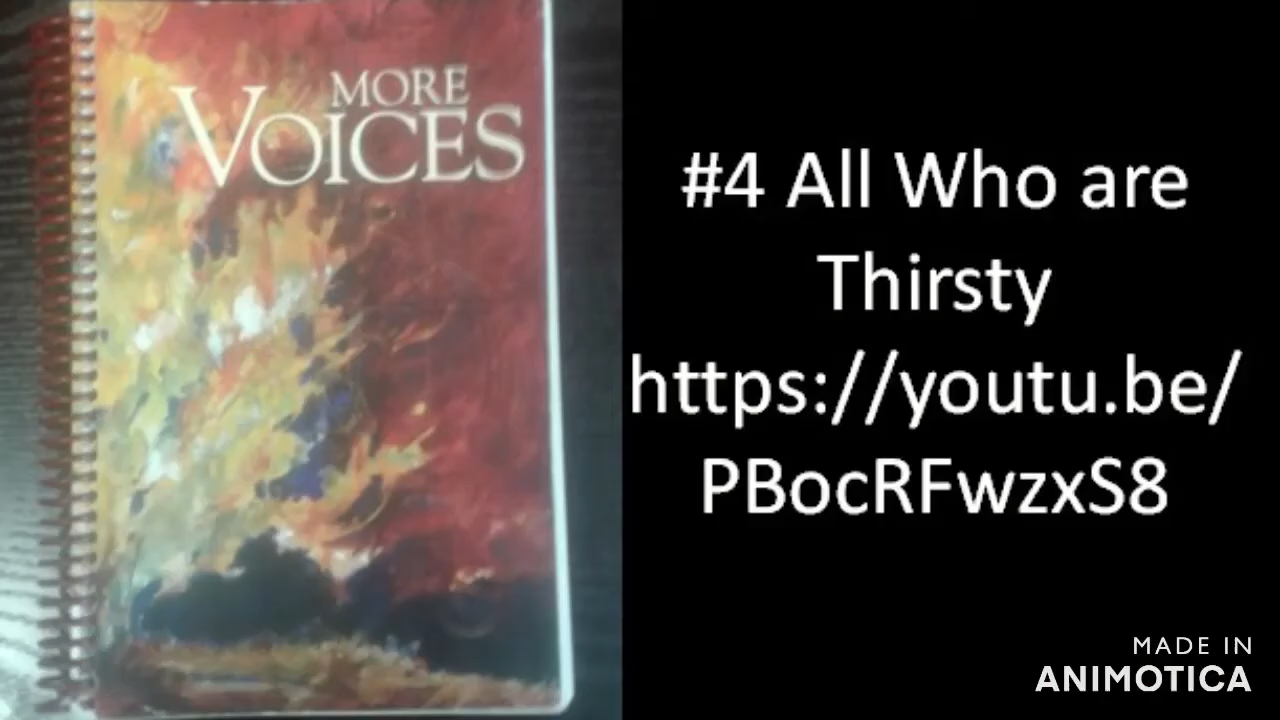 MORE
VOICES
#4 All Who are
Thirsty
https://youtu.be/
PBocRFwzxS8
MADE IN
ANIMOTICA